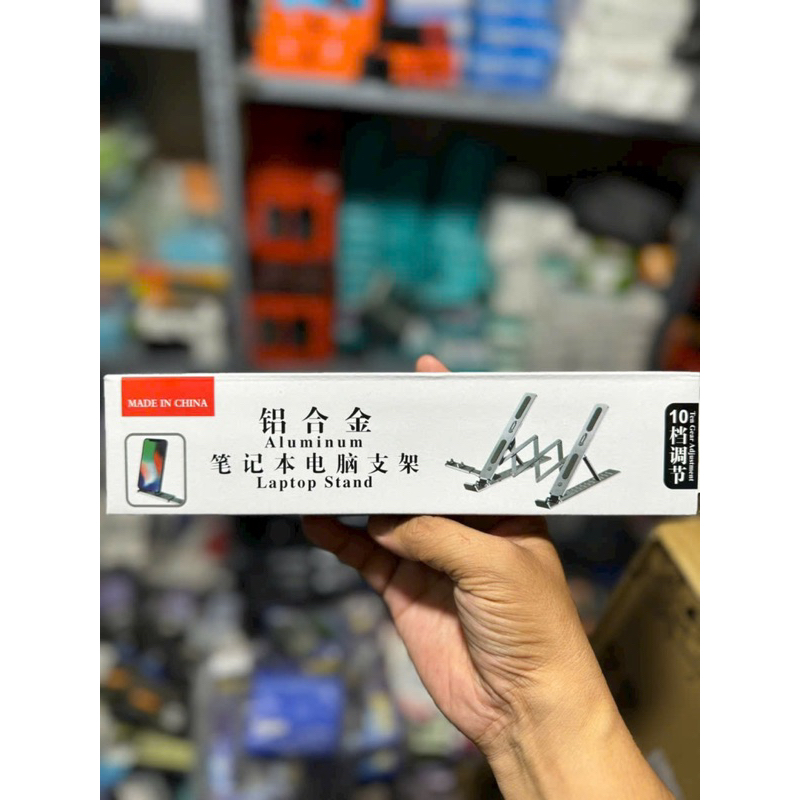 MADE IN CHINA
铝合金
Aluminum
笔记本电脑支架
Laptop Stand
10档调节
Ten Gear Adjustment